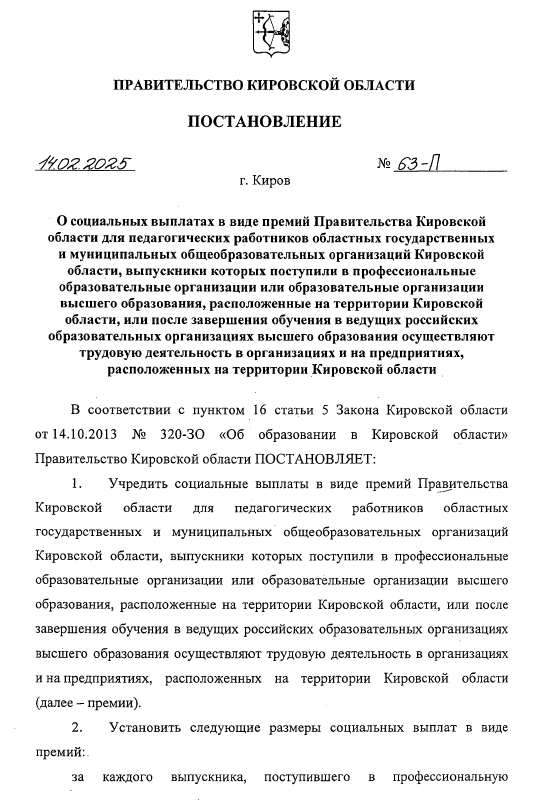 ПРАВИТЕЛЬСТВО КИРОВСКОЙ ОБЛАСТИ
ПОСТАНОВЛЕНИЕ
14.02.2025 № 63-П
г. Киров
О социальных выплатах в виде премий Правительства Кировской
области для педагогических работников областных государственных
и муниципальных общеобразовательных организаций Кировской
области, выпускники которых поступили в профессиональные
образовательные организации или образовательные организации
высшего образования, расположенные на территории Кировской
области, или после завершения обучения в ведущих российских
образовательных организациях высшего образования осуществляют
трудовую деятельность в организациях и на предприятиях,
расположенных на территории Кировской области
В соответствии с пунктом 16 статьи 5 Закона Кировской области
от 14.10.2013 № 320-ЗО «Об образовании в Кировской области»
Правительство Кировской области ПОСТАНОВЛЯЕТ:
1. Учредить социальные выплаты в виде премий Правительства
Кировской области для педагогических работников областных
государственных и муниципальных общеобразовательных организаций
Кировской области, выпускники которых поступили в профессиональные
образовательные организации или образовательные организации высшего
образования, расположенные на территории Кировской области, или после
завершения обучения в ведущих российских образовательных организациях
высшего образования осуществляют трудовую деятельность в организациях
и на предприятиях, расположенных на территории Кировской области
(далее – премии).
2. Установить следующие размеры социальных выплат в виде
премий:
за каждого выпускника, поступившего в профессиональную